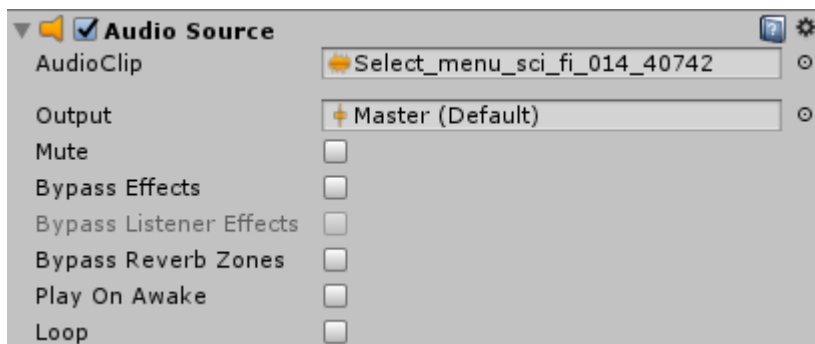 Audio Source
AudioClip Select_menu_sci_fi_014_40742
Output Master (Default)
Mute
Bypass Effects
Bypass Listener Effects
Bypass Reverb Zones
Play On Awake
Loop